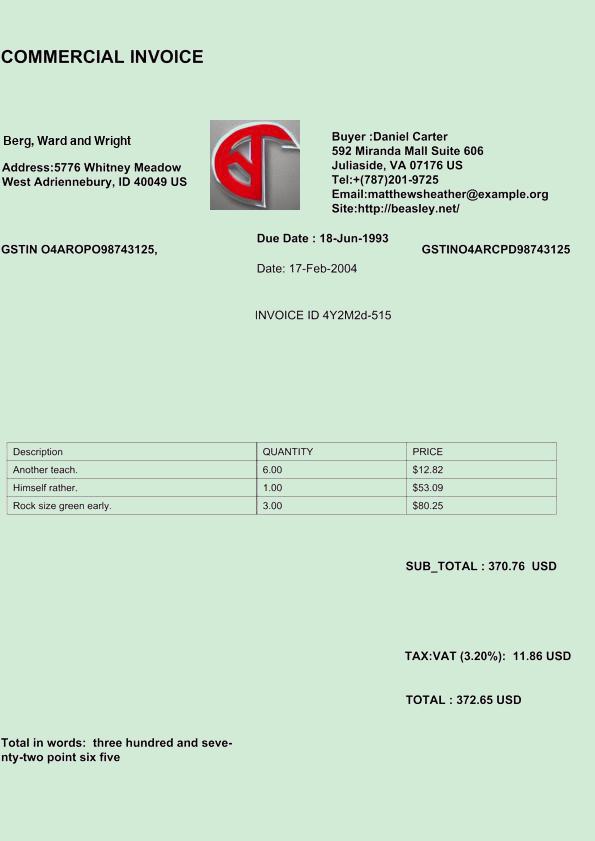 COMMERCIAL INVOICE
Berg, Ward and Wright
Address:5776 Whitney Meadow
West Adriennebury, ID 40049 US
Buyer :Daniel Carter
592 Miranda Mall Suite 606
Juliaside, VA 07176 US
Tel:+(787)201-9725
Email:matthewsheather@example.org
Site:http://beasley.net/
GSTIN O4AROPO98743125,
Due Date : 18-Jun-1993
GSTINO4ARCPD98743125
Date: 17-Feb-2004
INVOICE ID 4Y2M2d-515
Description QUANTITY PRICE
Another teach. 6.00 $12.82
Himself rather. 1.00 $53.09
Rock size green early. 3.00 $80.25
SUB_TOTAL : 370.76 USD
TAX:VAT (3.20%): 11.86 USD
TOTAL : 372.65 USD
Total in words: three hundred and seve-
nty-two point six five